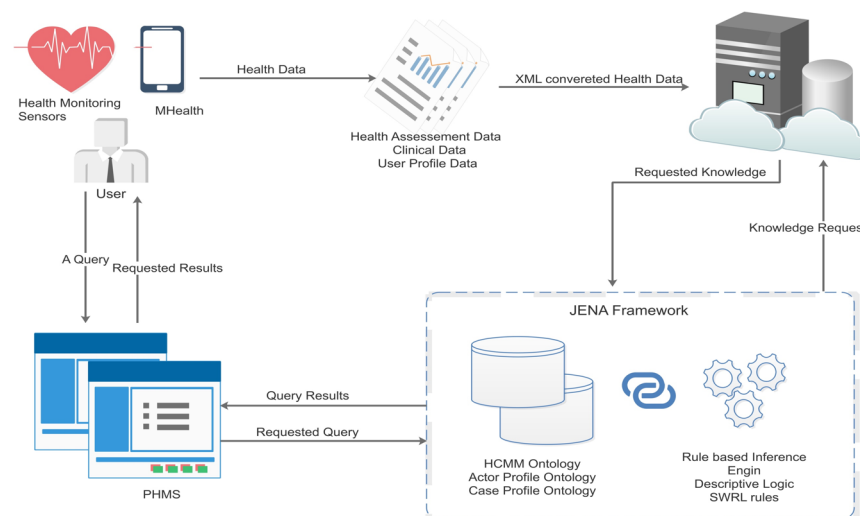 Health Data
XML convereted Health Data
Health Monitoring
Sensors
MHealth
Health Assessement Data
Clinical Data
User Profile Data
User
Requested Knowledge
Knowledge Reques
A Query
Requested Results
JENA Framework
Query Results
Requested Query
HCMM Ontology
Actor Profile Ontology
Case Profile Ontology
Rule based Inference
Engin
Descriptive Logic
SWRL rules
PHMS